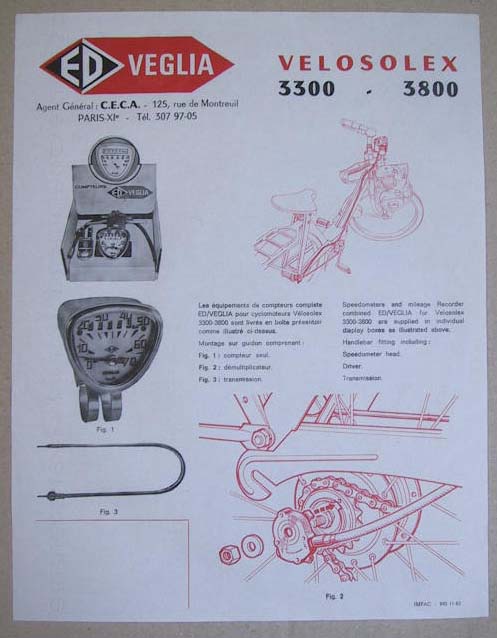 ED VEGLIA
VELOSOLEX
3300 - 3800
Agent Général : C.E.C.A. - 125, rue de Montreuil
PARIS-XIe - Tél. 307 97-05
COMPTEURS ED VEGLIA
Les équipements de compteurs complets
ED/VEGLIA pour cyclomoteurs Vélosolex
3300-3800 sont livrés en boîte présentoir
comme illustré ci-dessus.
Montage sur guidon comprenant :
Fig. 1 : compteur seul.
Fig. 2 : démultiplicateur.
Fig. 3 : transmission.
Speedometers and mileage Recorder
combined ED/VEGLIA for Velosolex
3300-3800 are supplied in individual
display boxes as illustrated above.
Handlebar fitting including :
Speedometer head.
Driver.
Transmission.
Fig. 1
Fig. 3
Fig. 2